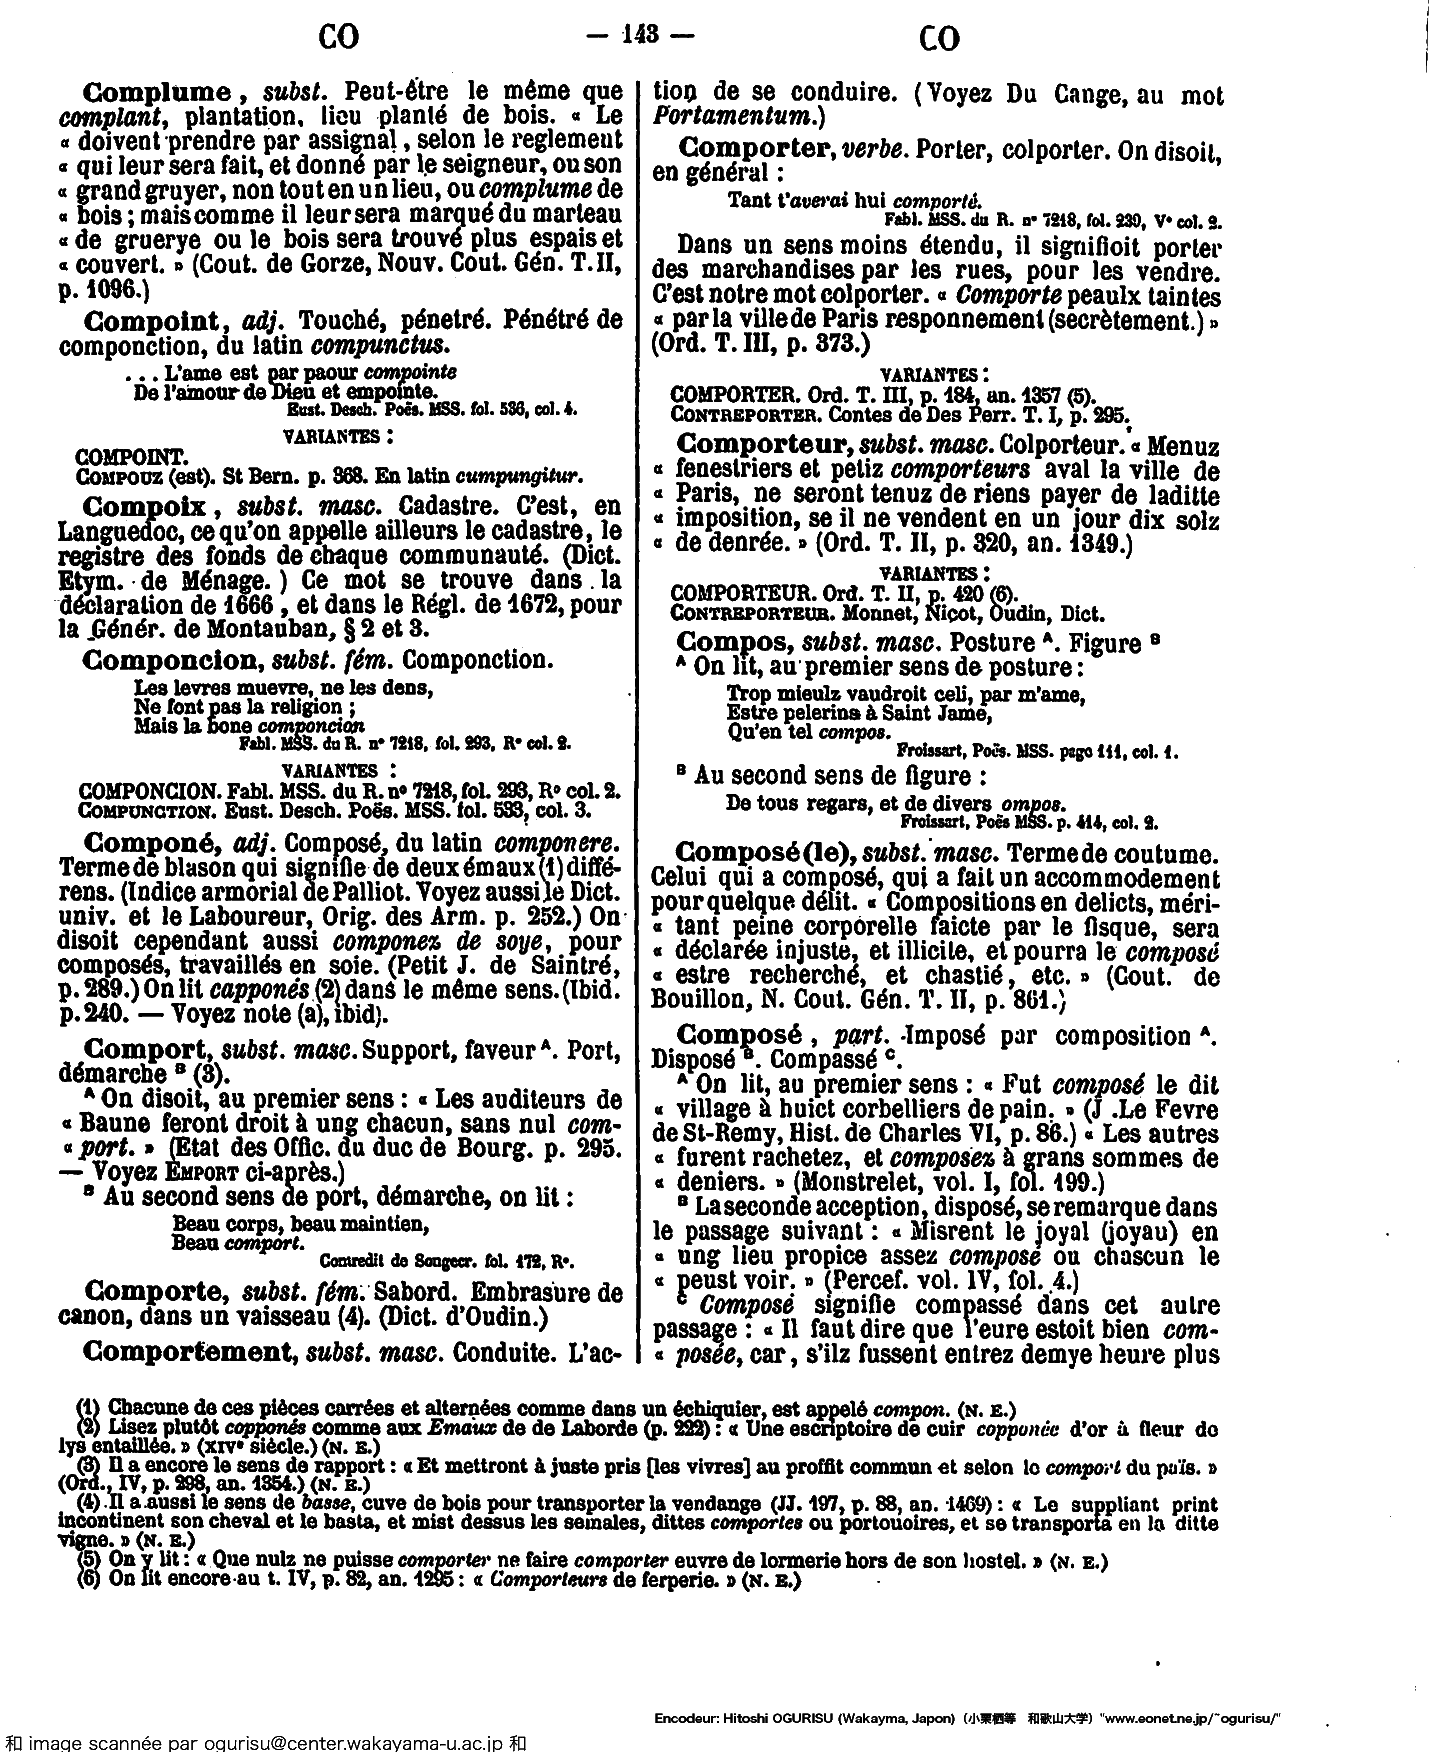 CO — 143 — CO
Complume, subst. Peut-être le même que
complant, plantation, lieu planté de bois. « Le
« doivent prendre par assignal, selon le reglement
« qui leur sera fait, et donné par le seigneur, ou son
« grand gruyer, non tout en un lieu, ou complume de
« bois ; mais comme il leur sera marqué du marteau
« de gruerye ou le bois sera trouvé plus espais et
« couvert. » (Cout. de Gorze, Nouv. Cout. Gén. T. II,
p. 1096.)
Compoint, adj. Touché, pénetré. Pénétré de
componction, du latin compunctus.
... L'ame est par paour compointe
De l'amour de Dieu et empointe.
Eust. Desch. Poës. MSS. fol. 536, col. 4.
VARIANTES :
COMPOINT.
COMPOUZ (est). St Bern. p. 368. En latin cumpungitur.
Compoix, subst. masc. Cadastre. C'est, en
Languedoc, ce qu'on appelle ailleurs le cadastre, le
registre des fonds de chaque communauté. (Dict.
Etym. de Ménage.) Ce mot se trouve dans la
déclaration de 1666, et dans le Régl. de 1672, pour
la Génér. de Montauban, § 2 et 3.
Componcion, subst. fém. Componction.
Les levres muevre, ne les dens,
Ne font pas la religion ;
Mais la bone componcion
Fabl. MSS. du R. nº 7218, fol. 293, Rº col. 2.
VARIANTES :
COMPONCION. Fabl. MSS. du R. nº 7218, fol. 293, Rº col. 2.
COMPUNCTION. Eust. Desch. Poës. MSS. fol. 533, col. 3.
Componé, adj. Composé, du latin componere.
Terme de blason qui signifie de deux émaux (1) diffé-
rens. (Indice armorial de Palliot. Voyez aussi le Dict.
univ. et le Laboureur, Orig. des Arm. p. 252.) On
disoit cependant aussi componez de soye, pour
composés, travaillés en soie. (Petit J. de Saintré,
p. 289.) On lit capponés (2) dans le même sens. (Ibid.
p. 240. — Voyez note (a), ibid).
Comport, subst. masc. Support, faveur A. Port,
démarche B (3).
A On disoit, au premier sens : « Les auditeurs de
« Baune feront droit à ung chacun, sans nul com-
« port. » (Etat des Offic. du duc de Bourg. p. 295.
— Voyez EMPORT ci-après.)
B Au second sens de port, démarche, on lit :
Beau corps, beau maintien,
Beau comport.
Contredit de Songecr. fol. 172, Rº.
Comporte, subst. fém. Sabord. Embrasure de
canon, dans un vaisseau (4). (Dict. d'Oudin.)
Comportement, subst. masc. Conduite. L'ac-
tion de se conduire. (Voyez Du Cange, au mot
Portamentum.)
Comporter, verbe. Porter, colporter. On disoit,
en général :
Tant t'averai hui comporté.
Fabl. MSS. du R. nº 7218, fol. 239, Vº col. 2.
Dans un sens moins étendu, il signifioit porter
des marchandises par les rues, pour les vendre.
C'est notre mot colporter. « Comporte peaulx taintes
« par la ville de Paris responnement (secrètement.) »
(Ord. T. III, p. 373.)
VARIANTES :
COMPORTER. Ord. T. III, p. 184, an. 1357 (5).
CONTREPORTER. Contes de Des Perr. T. I, p. 295.
Comporteur, subst. masc. Colporteur. « Menuz
« fenestriers et petiz comporteurs aval la ville de
« Paris, ne seront tenuz de riens payer de laditte
« imposition, se il ne vendent en un jour dix solz
« de denrée. » (Ord. T. II, p. 320, an. 1349.)
VARIANTES :
COMPORTEUR. Ord. T. II, p. 420 (6).
CONTREPORTEUR. Monnet, Nicot, Oudin, Dict.
Compos, subst. masc. Posture A. Figure B
A On lit, au premier sens de posture :
Trop mieulz vaudroit celi, par m'ame,
Estre pelerins à Saint Jame,
Qu'en tel compos.
Froissart, Poës. MSS. page 111, col. 1.
B Au second sens de figure :
De tous regars, et de divers ompos.
Froissart, Poës MSS. p. 414, col. 2.
Composé (le), subst. masc. Terme de coutume.
Celui qui a composé, qui a fait un accommodement
pour quelque délit. « Compositions en delicts, méri-
« tant peine corporelle faicte par le fisque, sera
« déclarée injuste, et illicite, et pourra le composé
« estre recherché, et chastié, etc. » (Cout. de
Bouillon, N. Cout. Gén. T. II, p. 861.)
Composé, part. Imposé par composition A.
Disposé B. Compassé C.
A On lit, au premier sens : « Fut composé le dit
« village à huict corbelliers de pain. » (J .Le Fevre
de St-Remy, Hist. de Charles VI, p. 86.) « Les autres
« furent rachetez, et composez à grans sommes de
« deniers. » (Monstrelet, vol. I, fol. 199.)
B La seconde acception, disposé, se remarque dans
le passage suivant : « Misrent le joyal (joyau) en
« ung lieu propice assez composé ou chascun le
« peust voir. » (Percef. vol. IV, fol. 4.)
C Composé signifie compassé dans cet autre
passage : « Il faut dire que l'eure estoit bien com-
« posée, car, s'ilz fussent entrez demye heure plus
(1) Chacune de ces pièces carrées et alternées comme dans un échiquier, est appelé compon. (N. E.)
(2) Lisez plutôt copponés comme aux Emaux de de Laborde (p. 222) : « Une escriptoire de cuir copponée d'or à fleur de
lys entaillée. » (XIVe siècle.) (N. E.)
(3) Il a encore le sens de rapport : « Et mettront à juste pris [les vivres] au proffit commun et selon le comport du païs. »
(Ord., IV, p. 298, an. 1354.) (N. E.)
(4) Il a aussi le sens de basse, cuve de bois pour transporter la vendange (JJ. 197, p. 88, an. 1469) : « Le suppliant print
incontinent son cheval et le basta, et mist dessus les semales, dittes comportes ou portouoires, et se transporta en la ditte
vigne. » (N. E.)
(5) On y lit : « Que nulz ne puisse comporter ne faire comporter euvre de lormerie hors de son hostel. » (N. E.)
(6) On lit encore au t. IV, p. 82, an. 1295 : « Comporteurs de ferperie. » (N. E.)
Encodeur: Hitoshi OGURISU (Wakayma, Japon) (小栗栖等 和歌山大学) "www.eonet.ne.jp/~ogurisu/"
和 image scannée par ogurisu@center.wakayama-u.ac.jp 和